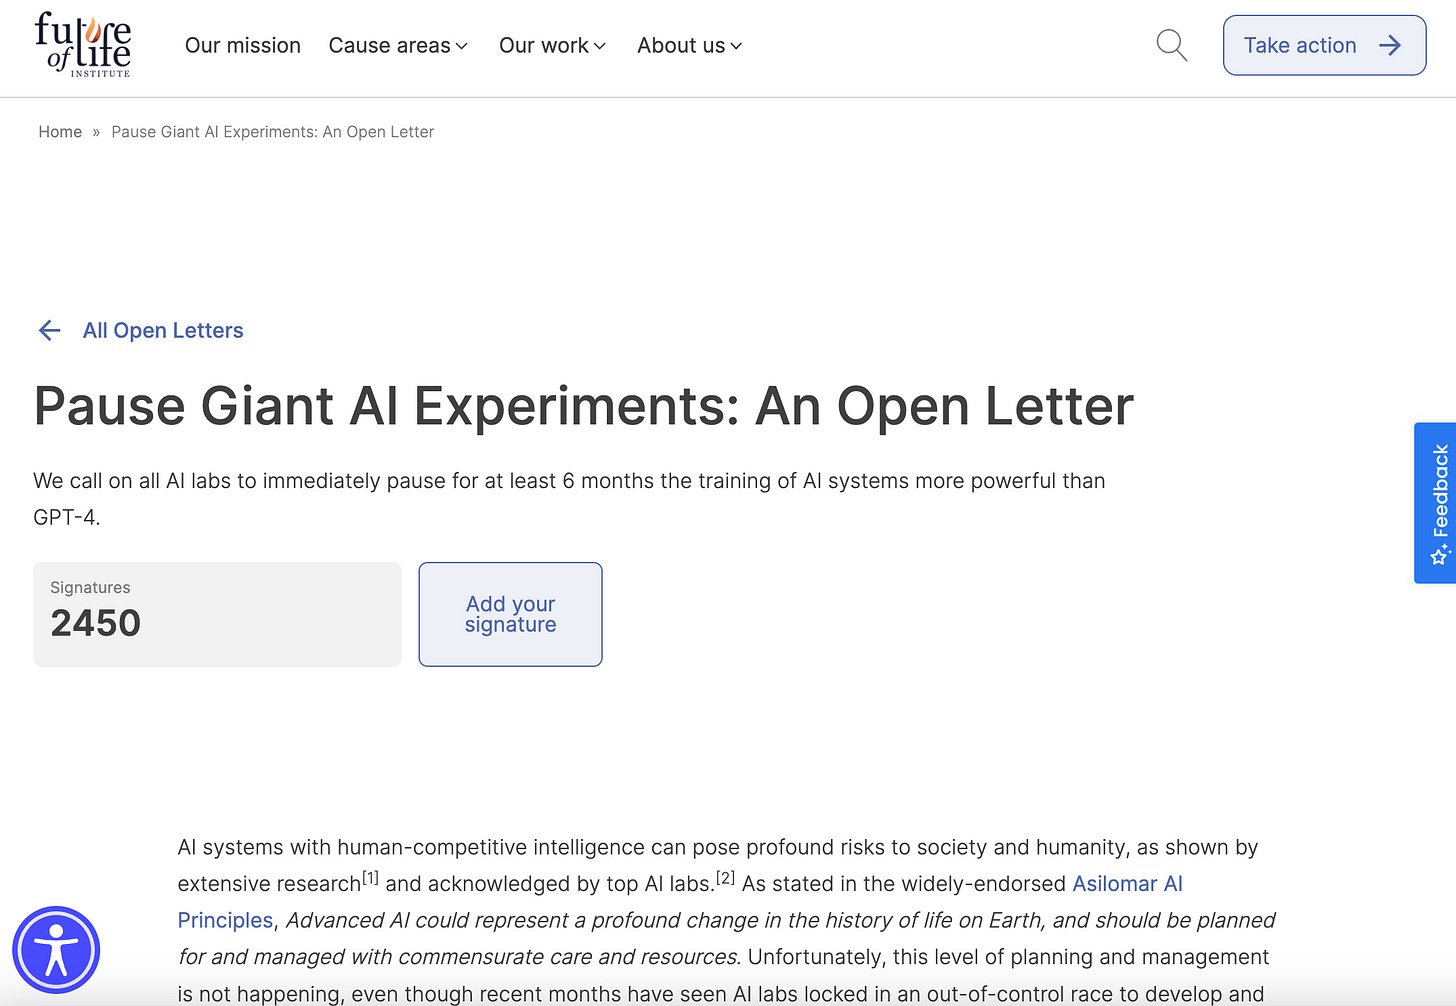 future
of life
INSTITUTE
Our mission Cause areas Our work About us Take action
Home » Pause Giant AI Experiments: An Open Letter
All Open Letters
Pause Giant AI Experiments: An Open Letter
We call on all AI labs to immediately pause for at least 6 months the training of AI systems more powerful than
GPT-4.
Signatures
2450
Add your
signature
Feedback
AI systems with human-competitive intelligence can pose profound risks to society and humanity, as shown by
extensive research[1] and acknowledged by top AI labs.[2] As stated in the widely-endorsed Asilomar AI
Principles, Advanced AI could represent a profound change in the history of life on Earth, and should be planned
for and managed with commensurate care and resources. Unfortunately, this level of planning and management
is not happening, even though recent months have seen AI labs locked in an out-of-control race to develop and